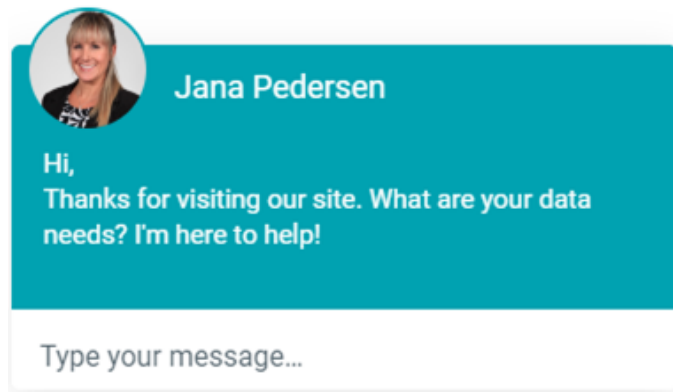 Jana Pedersen
Hi,
Thanks for visiting our site. What are your data
needs? I'm here to help!
Type your message...